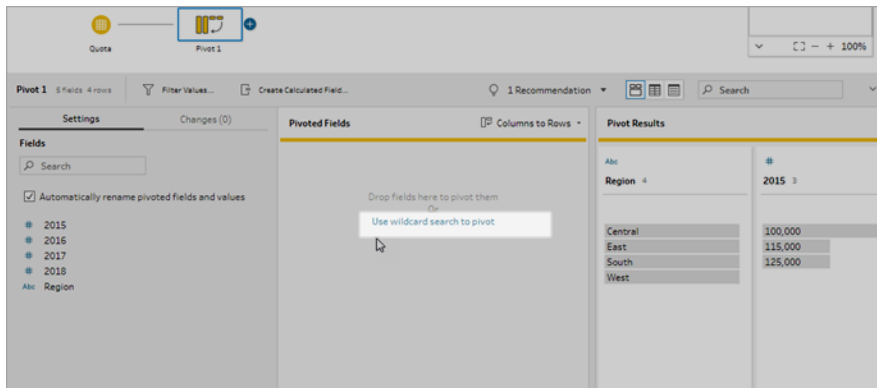 Quota
Pivot 1
100%
Pivot 1 5 fields 4 rows Filter Values... Create Calculated Field... 1 Recommendation Search
Settings Changes (0) Pivoted Fields Columns to Rows Pivot Results
Fields
Search
Automatically rename pivoted fields and values
# 2015
# 2016
# 2017
# 2018
Abc Region
Drop fields here to pivot them
Or
Use wildcard search to pivot
Abc #
Region 4 2015 3
Central 100,000
East 115,000
South 125,000
West